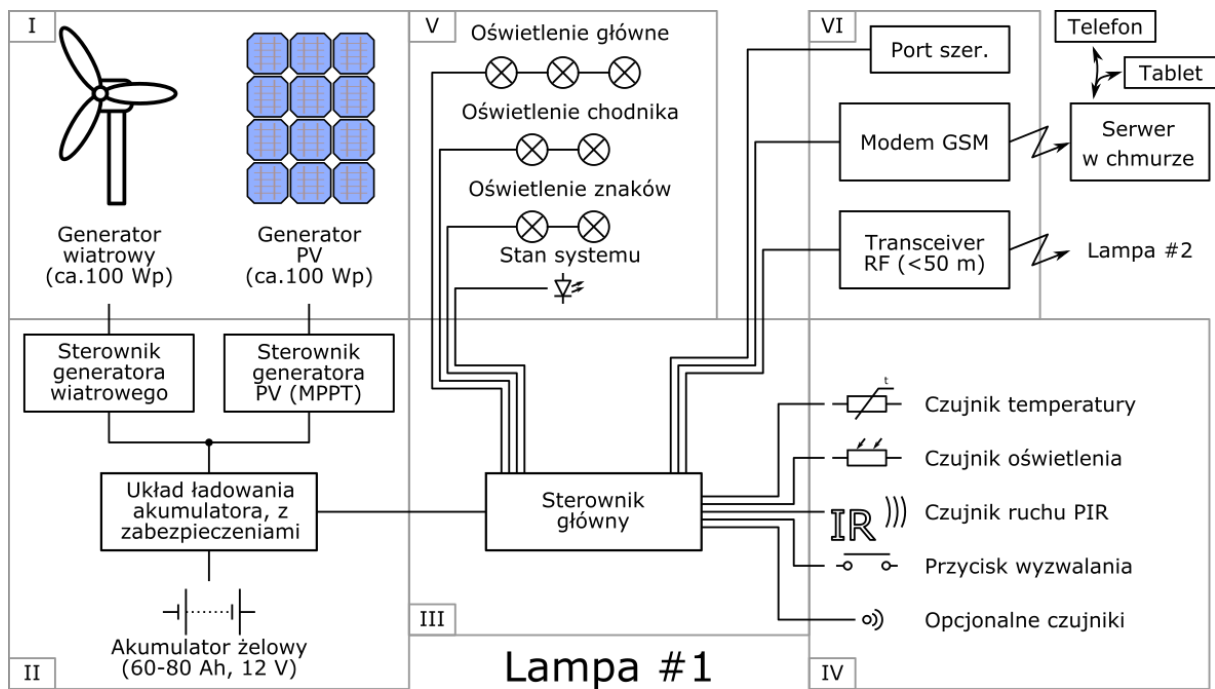 I
Generator
wiatrowy
(ca.100 Wp)
Generator
PV
(ca.100 Wp)
V
Oświetlenie główne
Oświetlenie chodnika
Oświetlenie znaków
Stan systemu
VI
Port szer.
Modem GSM
Transceiver
RF (<50 m)
Telefon
Tablet
Serwer
w chmurze
Lampa #2
Sterownik
generatora
wiatrowego
Sterownik
generatora
PV (MPPT)
Układ ładowania
akumulatora, z
zabezpieczeniami
Akumulator żelowy
(60-80 Ah, 12 V)
II
Sterownik
główny
III
t
Czujnik temperatury
Czujnik oświetlenia
IR
Czujnik ruchu PIR
Przycisk wyzwalania
Opcjonalne czujniki
IV
Lampa #1